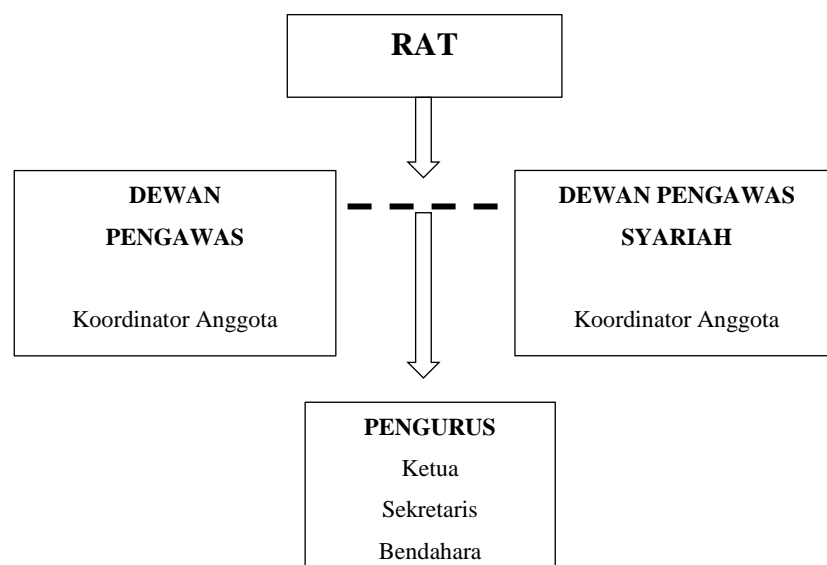 RAT
DEWAN
PENGAWAS
Koordinator Anggota
DEWAN PENGAWAS
SYARIAH
Koordinator Anggota
PENGURUS
Ketua
Sekretaris
Bendahara